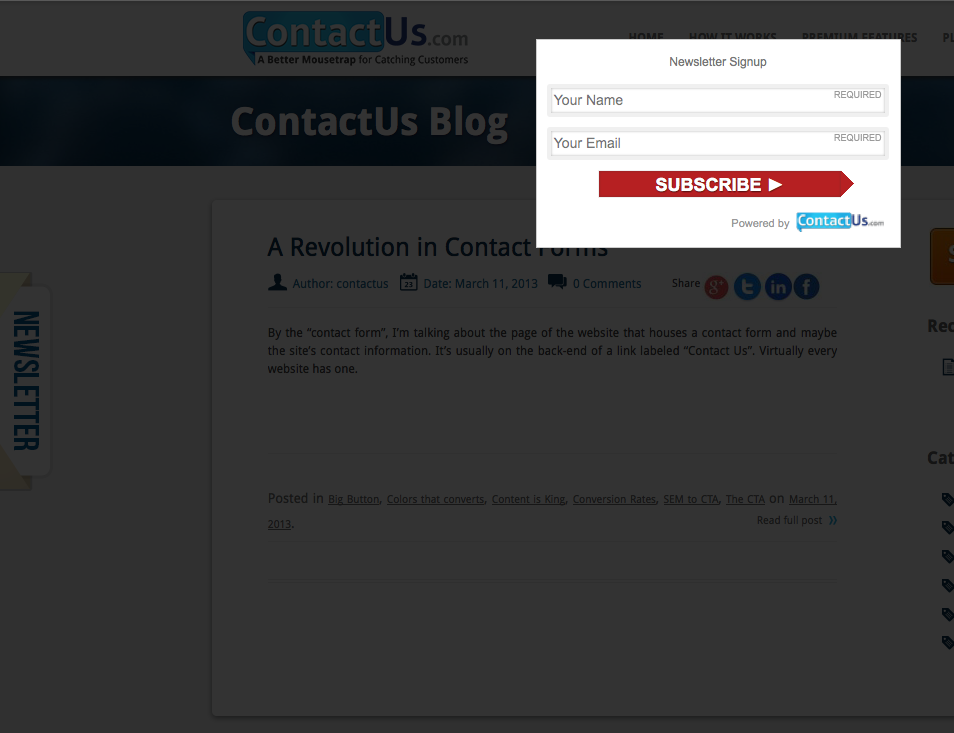 ContactUs.com
A Better Mousetrap for Catching Customers
HOME HOW IT WORKS PREMIUM FEATURES
ContactUs Blog
Newsletter Signup
Your Name REQUIRED
Your Email REQUIRED
SUBSCRIBE ►
Powered by ContactUs.com
A Revolution in Contact Forms
Author: contactus 23 Date: March 11, 2013 0 Comments Share
By the “contact form”, I’m talking about the page of the website that houses a contact form and maybe
the site’s contact information. It’s usually on the back-end of a link labeled “Contact Us”. Virtually every
website has one.
NEWSLETTER
Posted in Big Button, Colors that converts, Content is King, Conversion Rates, SEM to CTA, The CTA on March 11,
2013. Read full post »